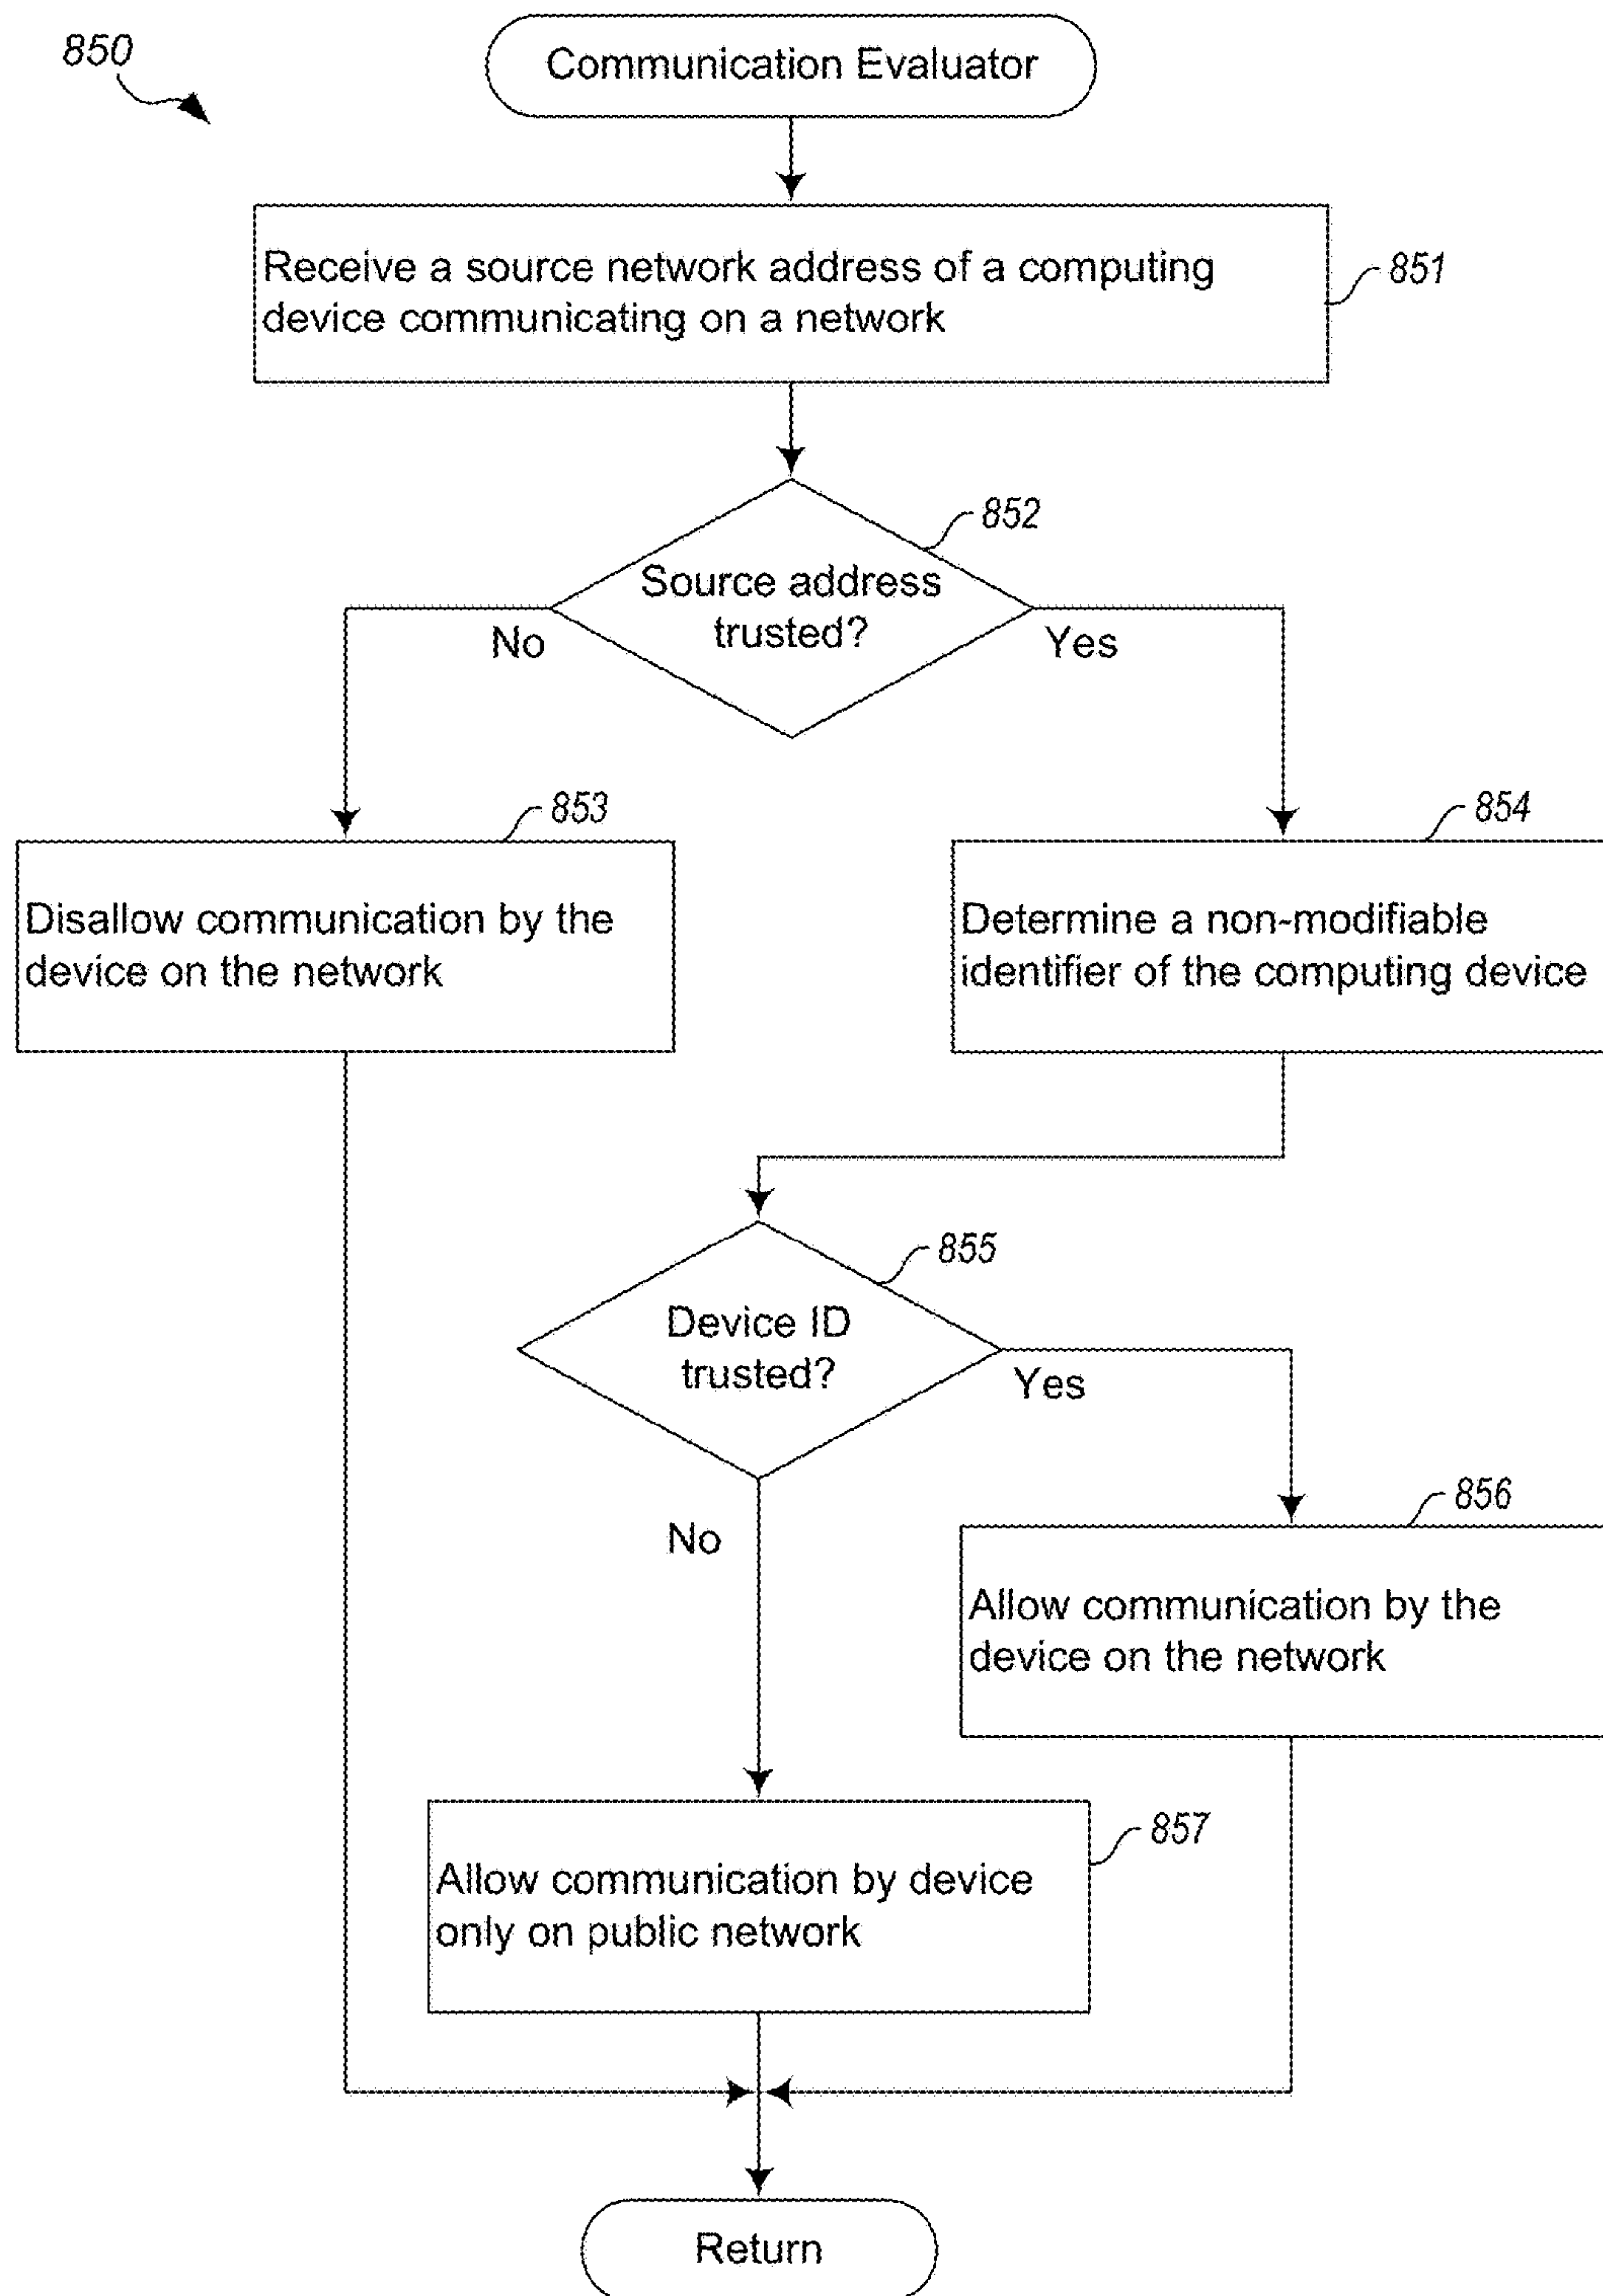 850
Communication Evaluator
Receive a source network address of a computing
device communicating on a network
851
852
Source address
trusted?
No
Yes
853
Disallow communication by the
device on the network
854
Determine a non-modifiable
identifier of the computing device
855
Device ID
trusted?
Yes
No
856
Allow communication by the
device on the network
857
Allow communication by device
only on public network
Return